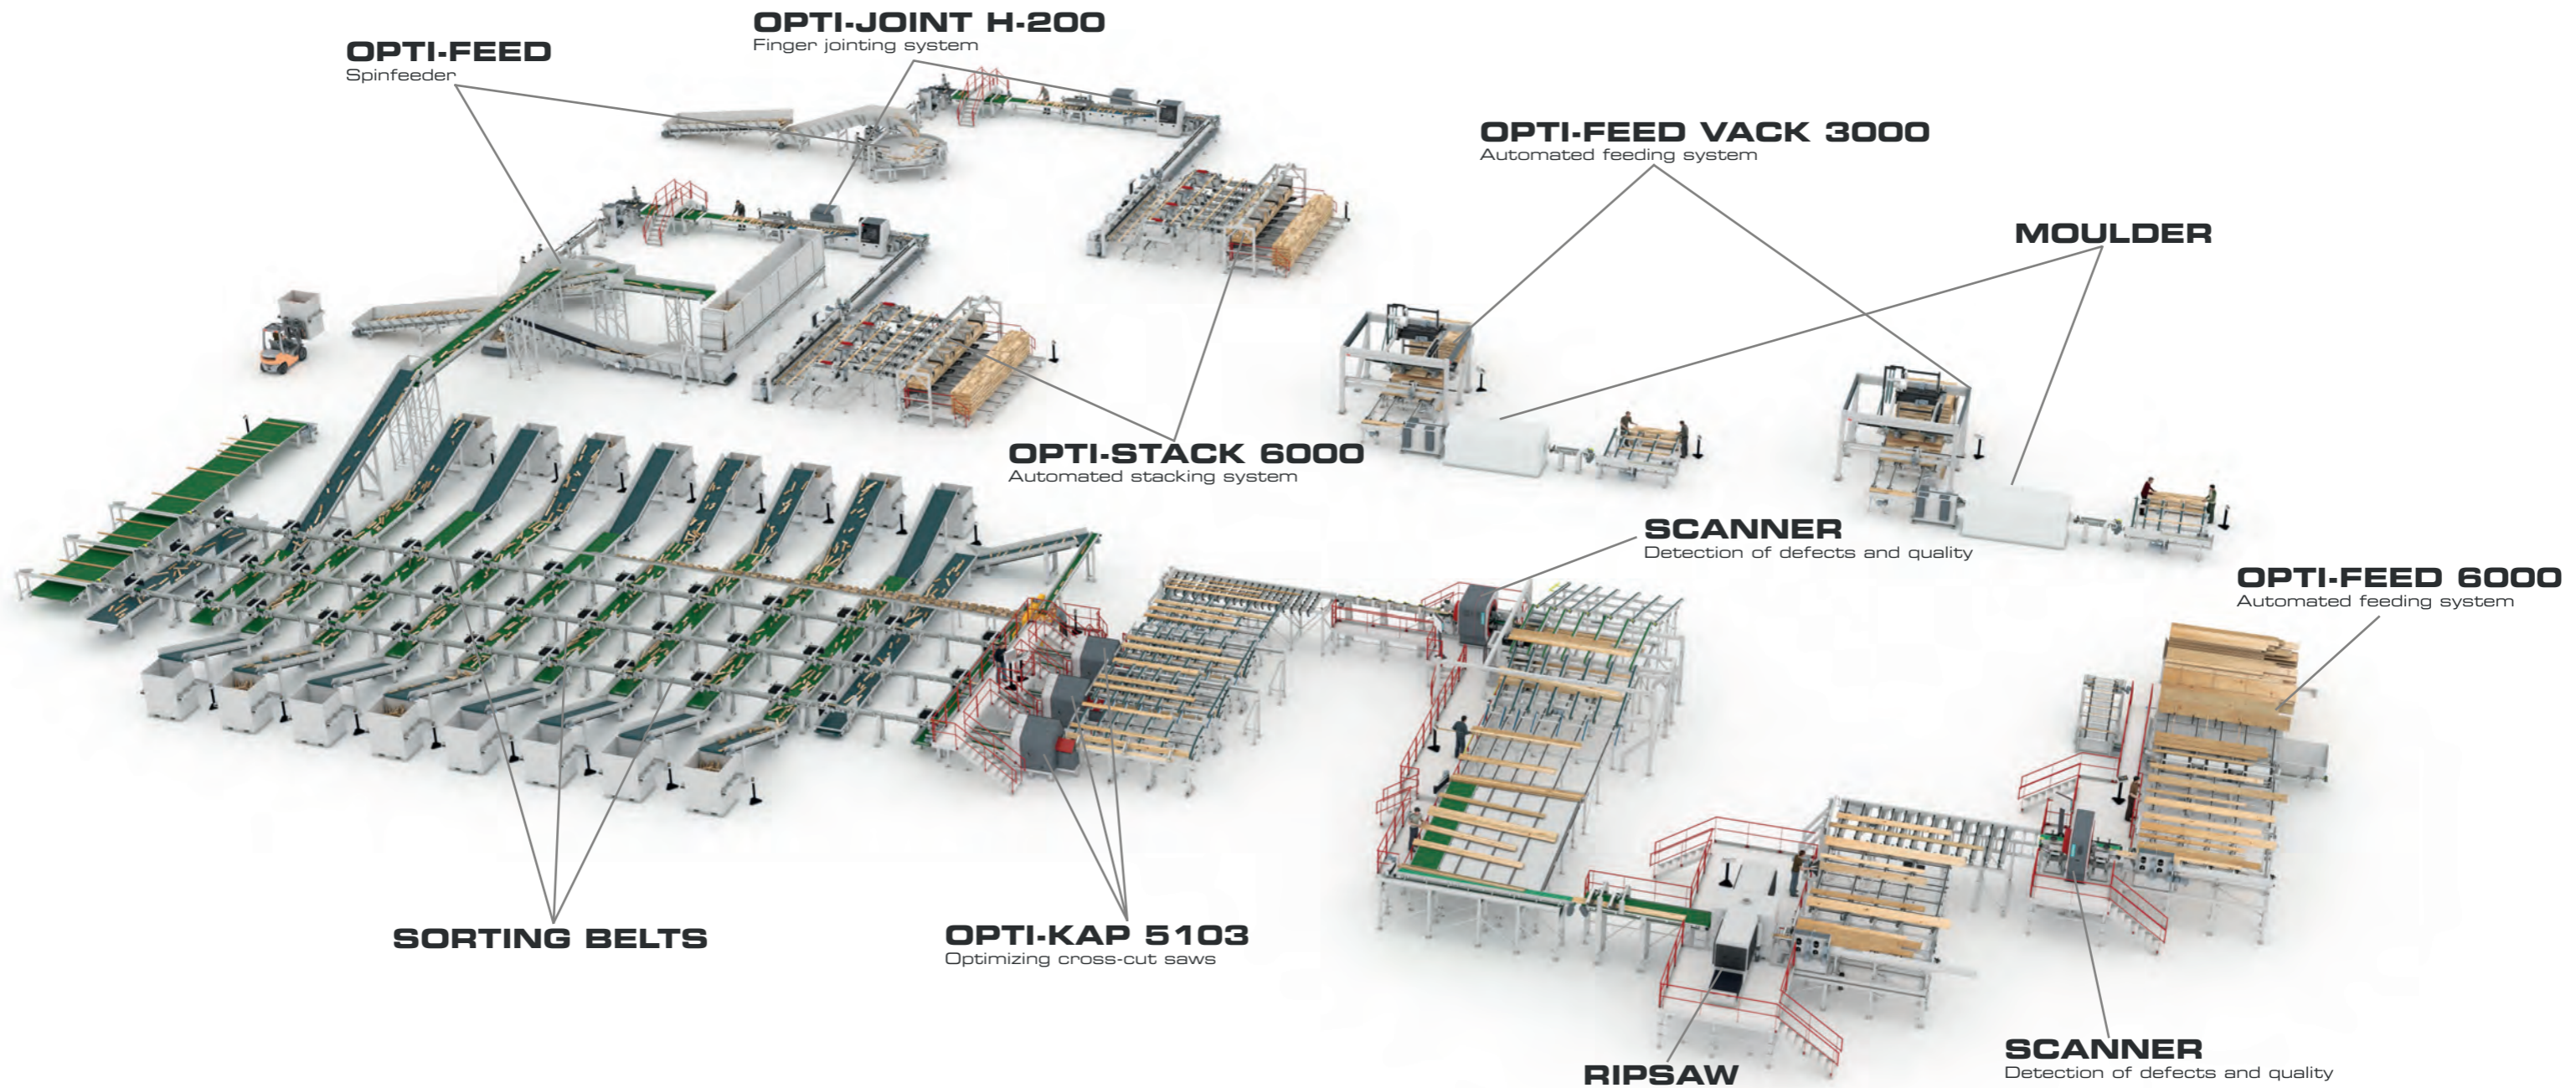 OPTI-JOINT H-200
Finger jointing system
OPTI-FEED
Spinfeeder
OPTI-FEED VACK 3000
Automated feeding system
MOULDER
OPTI-STACK 6000
Automated stacking system
SCANNER
Detection of defects and quality
OPTI-FEED 6000
Automated feeding system
SORTING BELTS
OPTI-KAP 5103
Optimizing cross-cut saws
SCANNER
Detection of defects and quality
RIPSAW